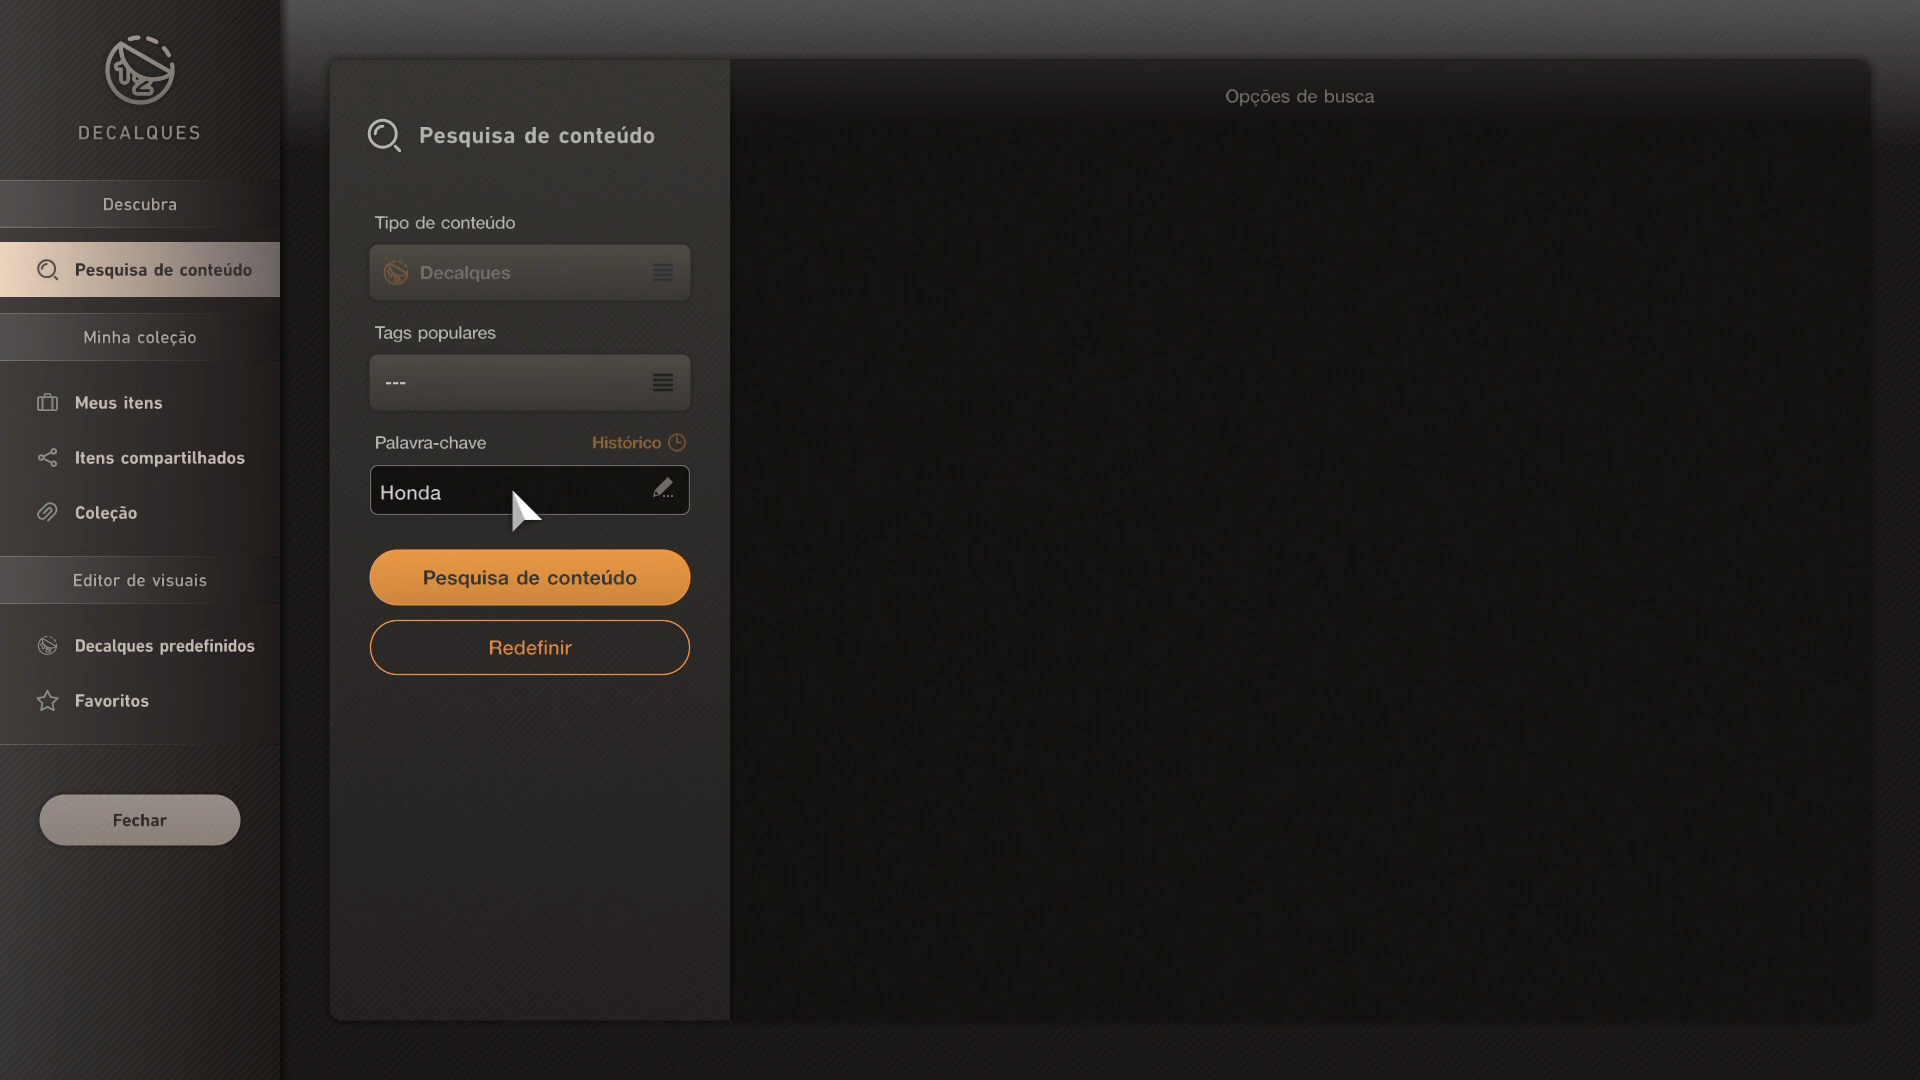 DECALQUES
Descubra
Pesquisa de conteúdo
Minha coleção
Meus itens
Itens compartilhados
Coleção
Editor de visuais
Decalques predefinidos
Favoritos
Fechar
Pesquisa de conteúdo
Tipo de conteúdo
Decalques
Tags populares
---
Palavra-chave Histórico
Honda
Pesquisa de conteúdo
Redefinir
Opções de busca